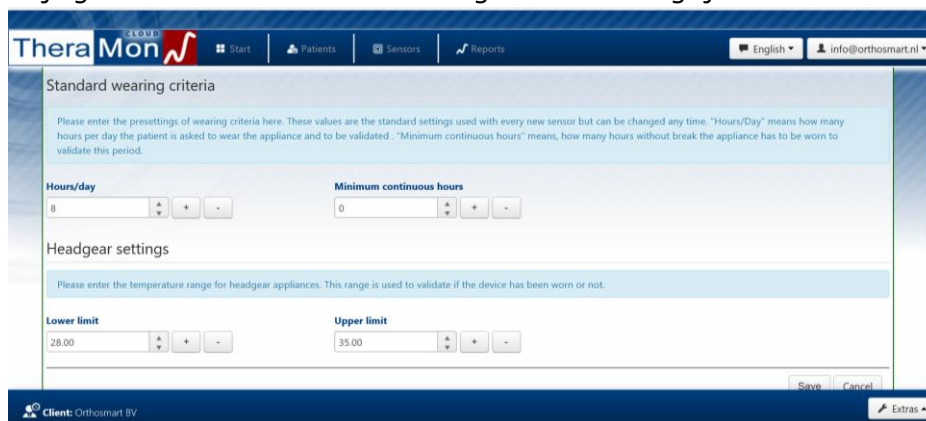 CLOUD
TheraMon
Start
Patients
Sensors
Reports
English
info@orthosmart.nl
Standard wearing criteria
Please enter the presettings of wearing criteria here. These values are the standard settings used with every new sensor but can be changed any time. "Hours/Day" means how many
hours per day the patient is asked to wear the appliance and to be validated . "Minimum continuous hours" means, how many hours without break the appliance has to be worn to
validate this period.
Hours/day
Minimum continuous hours
8
+
-
0
+
-
Headgear settings
Please enter the temperature range for headgear appliances. This range is used to validate if the device has been worn or not.
Lower limit
Upper limit
28.00
+
-
35.00
+
-
Save
Cancel
Client: Orthosmart BV
Extras